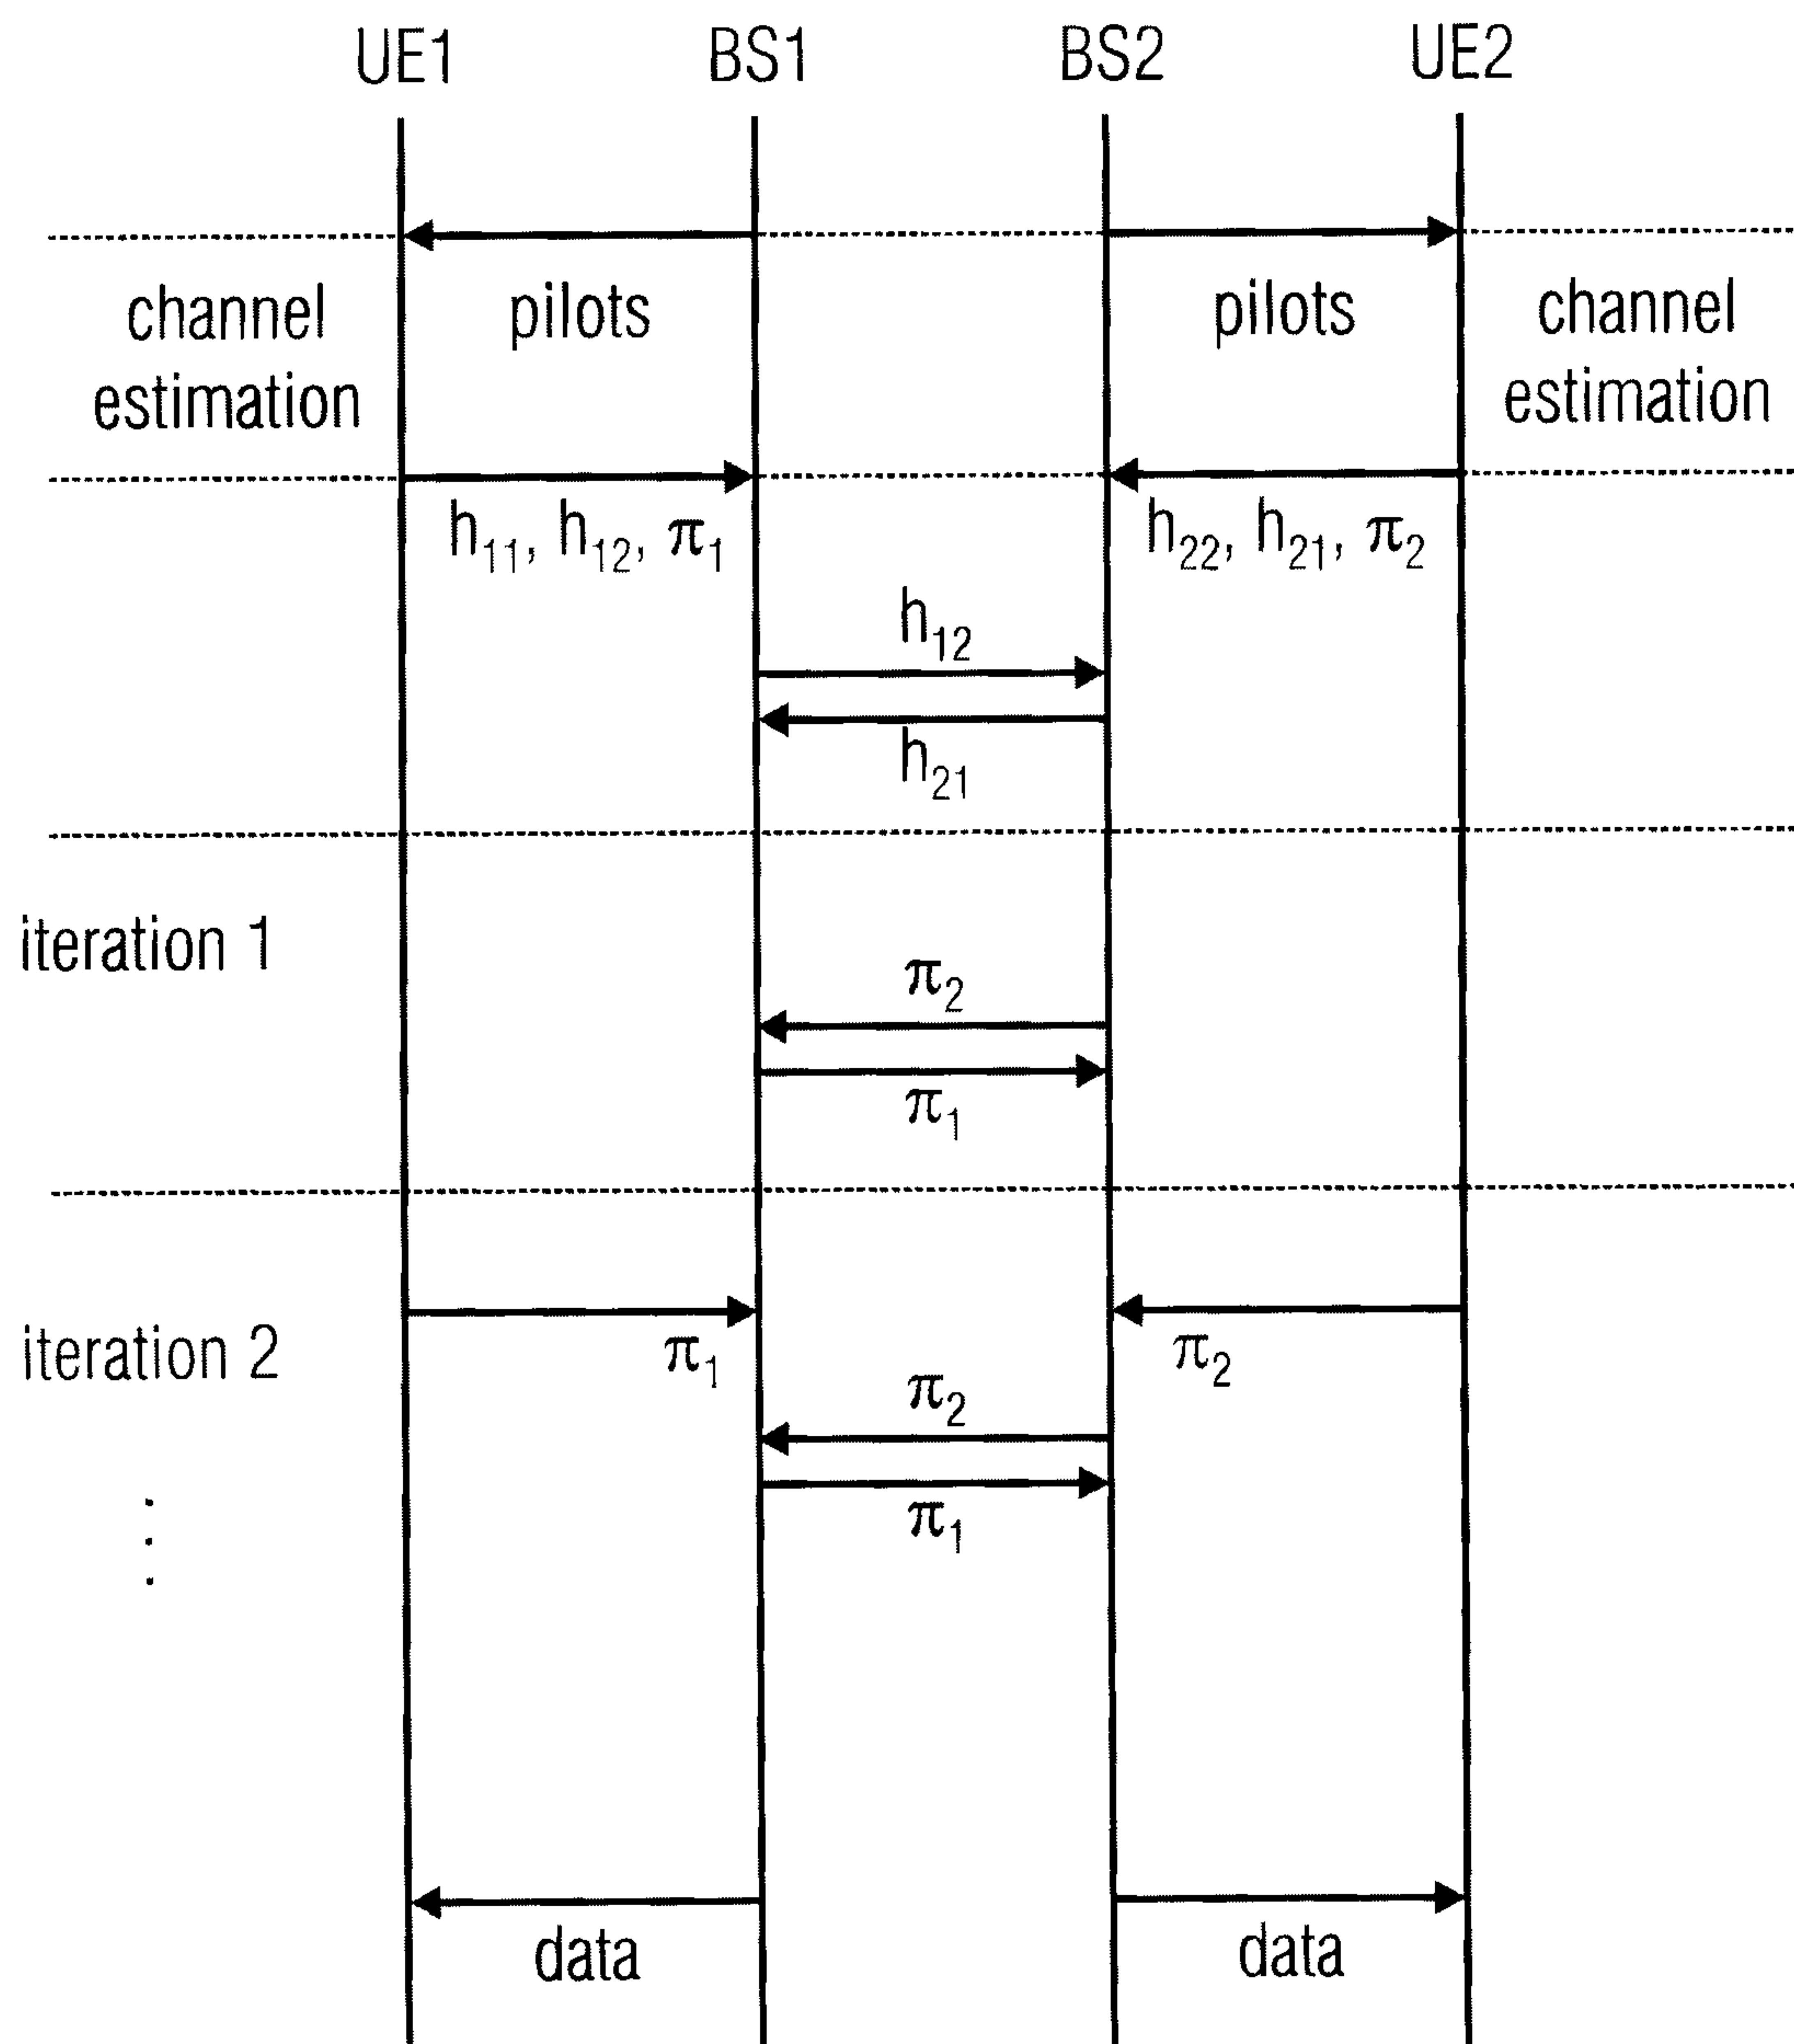 UE1 BS1 BS2 UE2
channel estimation
pilots
pilots
channel estimation
h₁₁, h₁₂, π₁
h₂₂, h₂₁, π₂
h₁₂
h₂₁
iteration 1
π₂
π₁
iteration 2
π₁
π₂
π₂
π₁
data
data